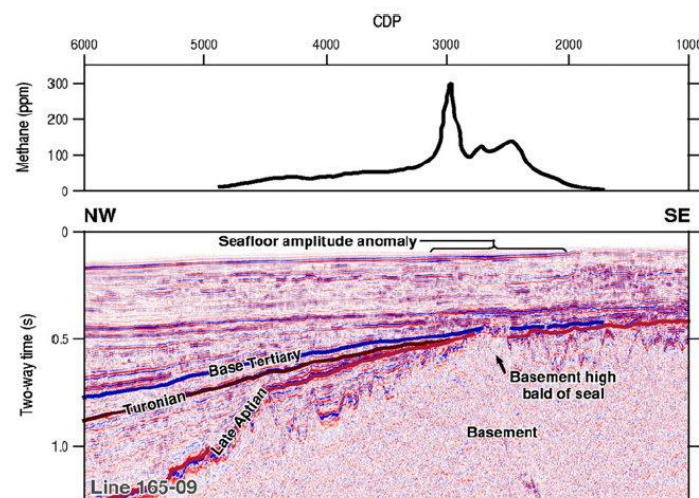 CDP
6000 5000 4000 3000 2000 1000
Methane (ppm)
300
200
100
0
NW SE
Seafloor amplitude anomaly
Two-way time (s)
0
0.5
1.0
Base Tertiary
Turonian
Late Aptian
Basement high
bald of seal
Basement
Line 165-09